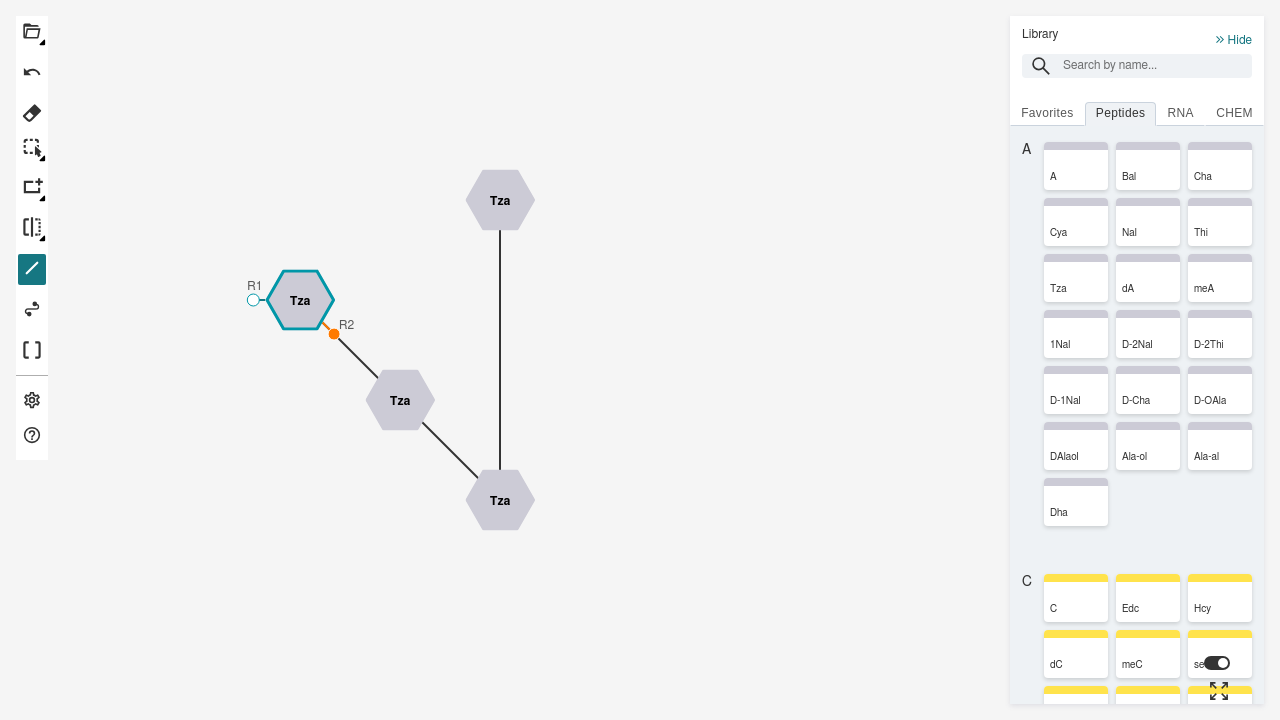 Library
Hide
Search by name...
Favorites Peptides RNA CHEM
A
A Bal Cha
Cya Nal Thi
Tza dA meA
1Nal D-2Nal D-2Thi
D-1Nal D-Cha D-OAla
DAlaol Ala-ol Ala-al
Dha
C
C Edc Hcy
dC meC se
Tza
R1
Tza
R2
Tza
Tza